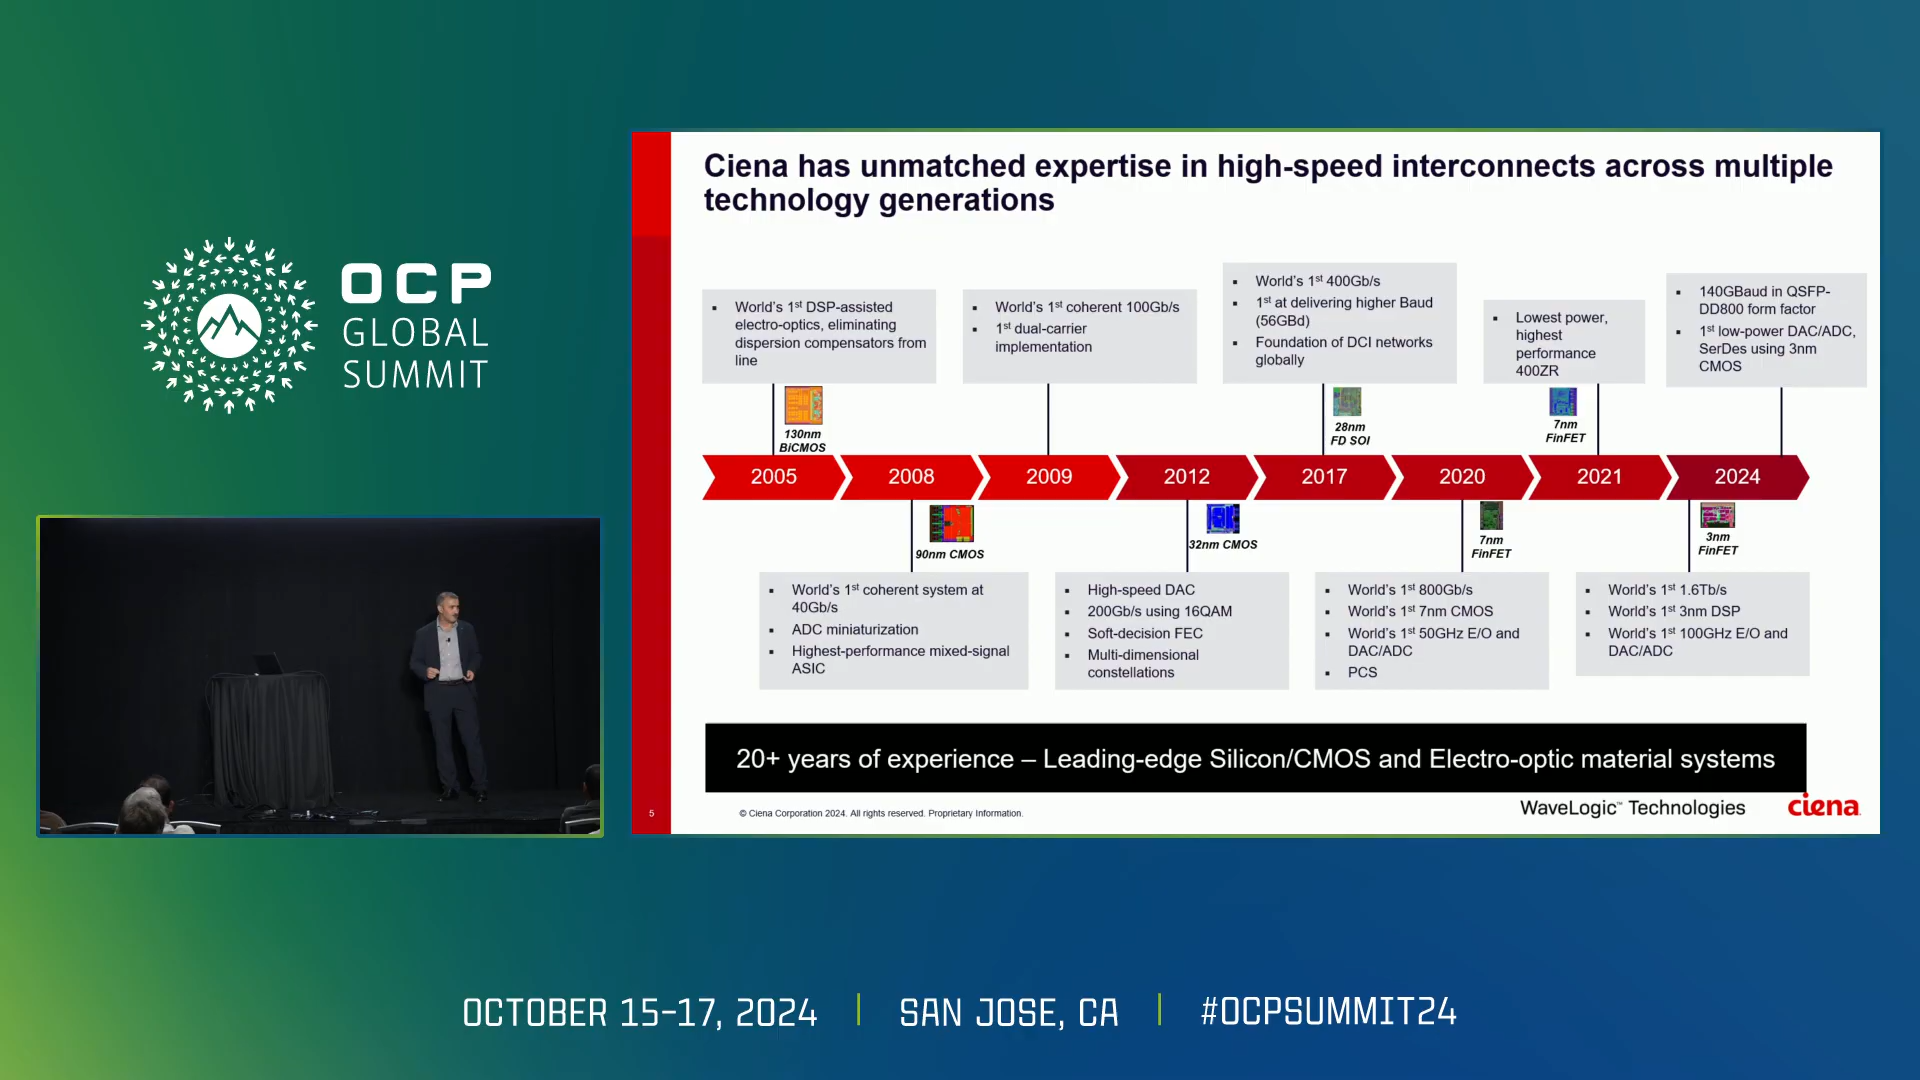 OCP
GLOBAL
SUMMIT
Ciena has unmatched expertise in high-speed interconnects across multiple
technology generations
▪ World's 1st DSP-assisted
electro-optics, eliminating
dispersion compensators from
line
▪ World's 1st coherent 100Gb/s
▪ 1st dual-carrier
implementation
▪ World's 1st 400Gb/s
▪ 1st at delivering higher Baud
(56GBd)
▪ Foundation of DCI networks
globally
▪ Lowest power,
highest
performance
400ZR
▪ 140GBaud in QSFP-
DD800 form factor
▪ 1st low-power DAC/ADC,
SerDes using 3nm
CMOS
130nm
BiCMOS
28nm
FD SOI
7nm
FinFET
2005
2008
2009
2012
2017
2020
2021
2024
90nm CMOS
32nm CMOS
7nm
FinFET
3nm
FinFET
▪ World's 1st coherent system at
40Gb/s
▪ ADC miniaturization
▪ Highest-performance mixed-signal
ASIC
▪ High-speed DAC
▪ 200Gb/s using 16QAM
▪ Soft-decision FEC
▪ Multi-dimensional
constellations
▪ World's 1st 800Gb/s
▪ World's 1st 7nm CMOS
▪ World's 1st 50GHz E/O and
DAC/ADC
▪ PCS
▪ World's 1st 1.6Tb/s
▪ World's 1st 3nm DSP
▪ World's 1st 100GHz E/O and
DAC/ADC
20+ years of experience – Leading-edge Silicon/CMOS and Electro-optic material systems
5
© Ciena Corporation 2024. All rights reserved. Proprietary Information.
WaveLogic™ Technologies
ciena
OCTOBER 15-17, 2024 | SAN JOSE, CA | #OCPSUMMIT24